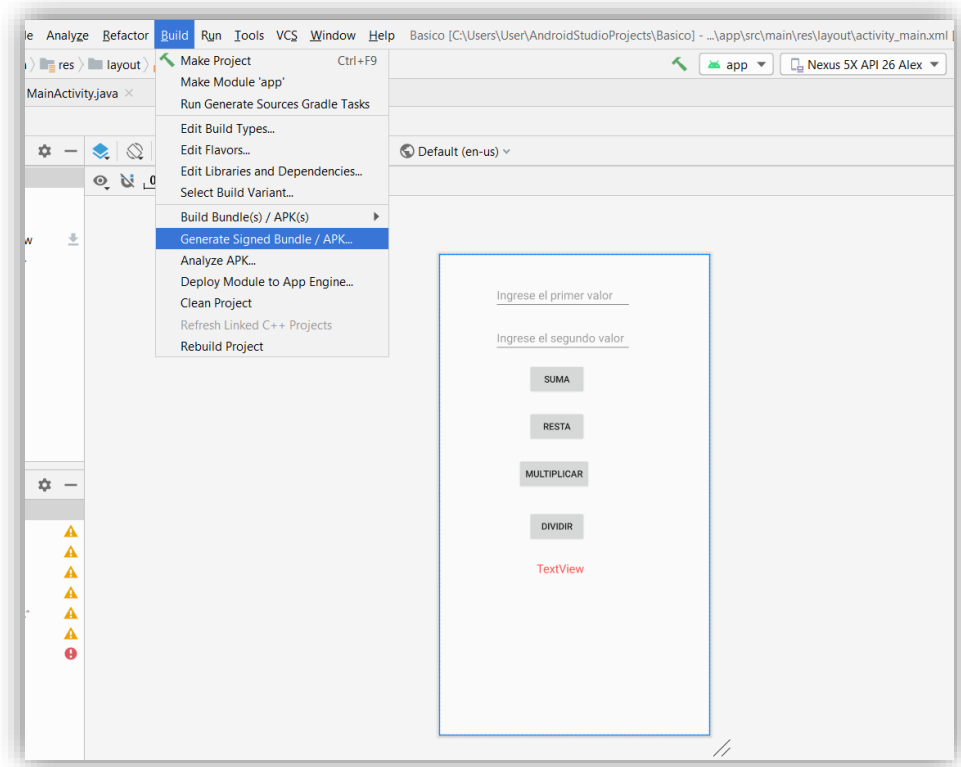 le Analyze Refactor Build Run Tools VCS Window Help Basico [C:\Users\User\AndroidStudioProjects\Basico] - ...\app\src\main\res\layout\activity_main.xml
res layout app Nexus 5X API 26 Alex
MainActivity.java
Make Project Ctrl+F9
Make Module 'app'
Run Generate Sources Gradle Tasks
Edit Build Types...
Edit Flavors...
Default (en-us)
Edit Libraries and Dependencies...
Select Build Variant...
Build Bundle(s) / APK(s)
Generate Signed Bundle / APK...
Analyze APK...
Deploy Module to App Engine...
Clean Project
Refresh Linked C++ Projects
Rebuild Project
Ingrese el primer valor
Ingrese el segundo valor
SUMA
RESTA
MULTIPLICAR
DIVIDIR
TextView